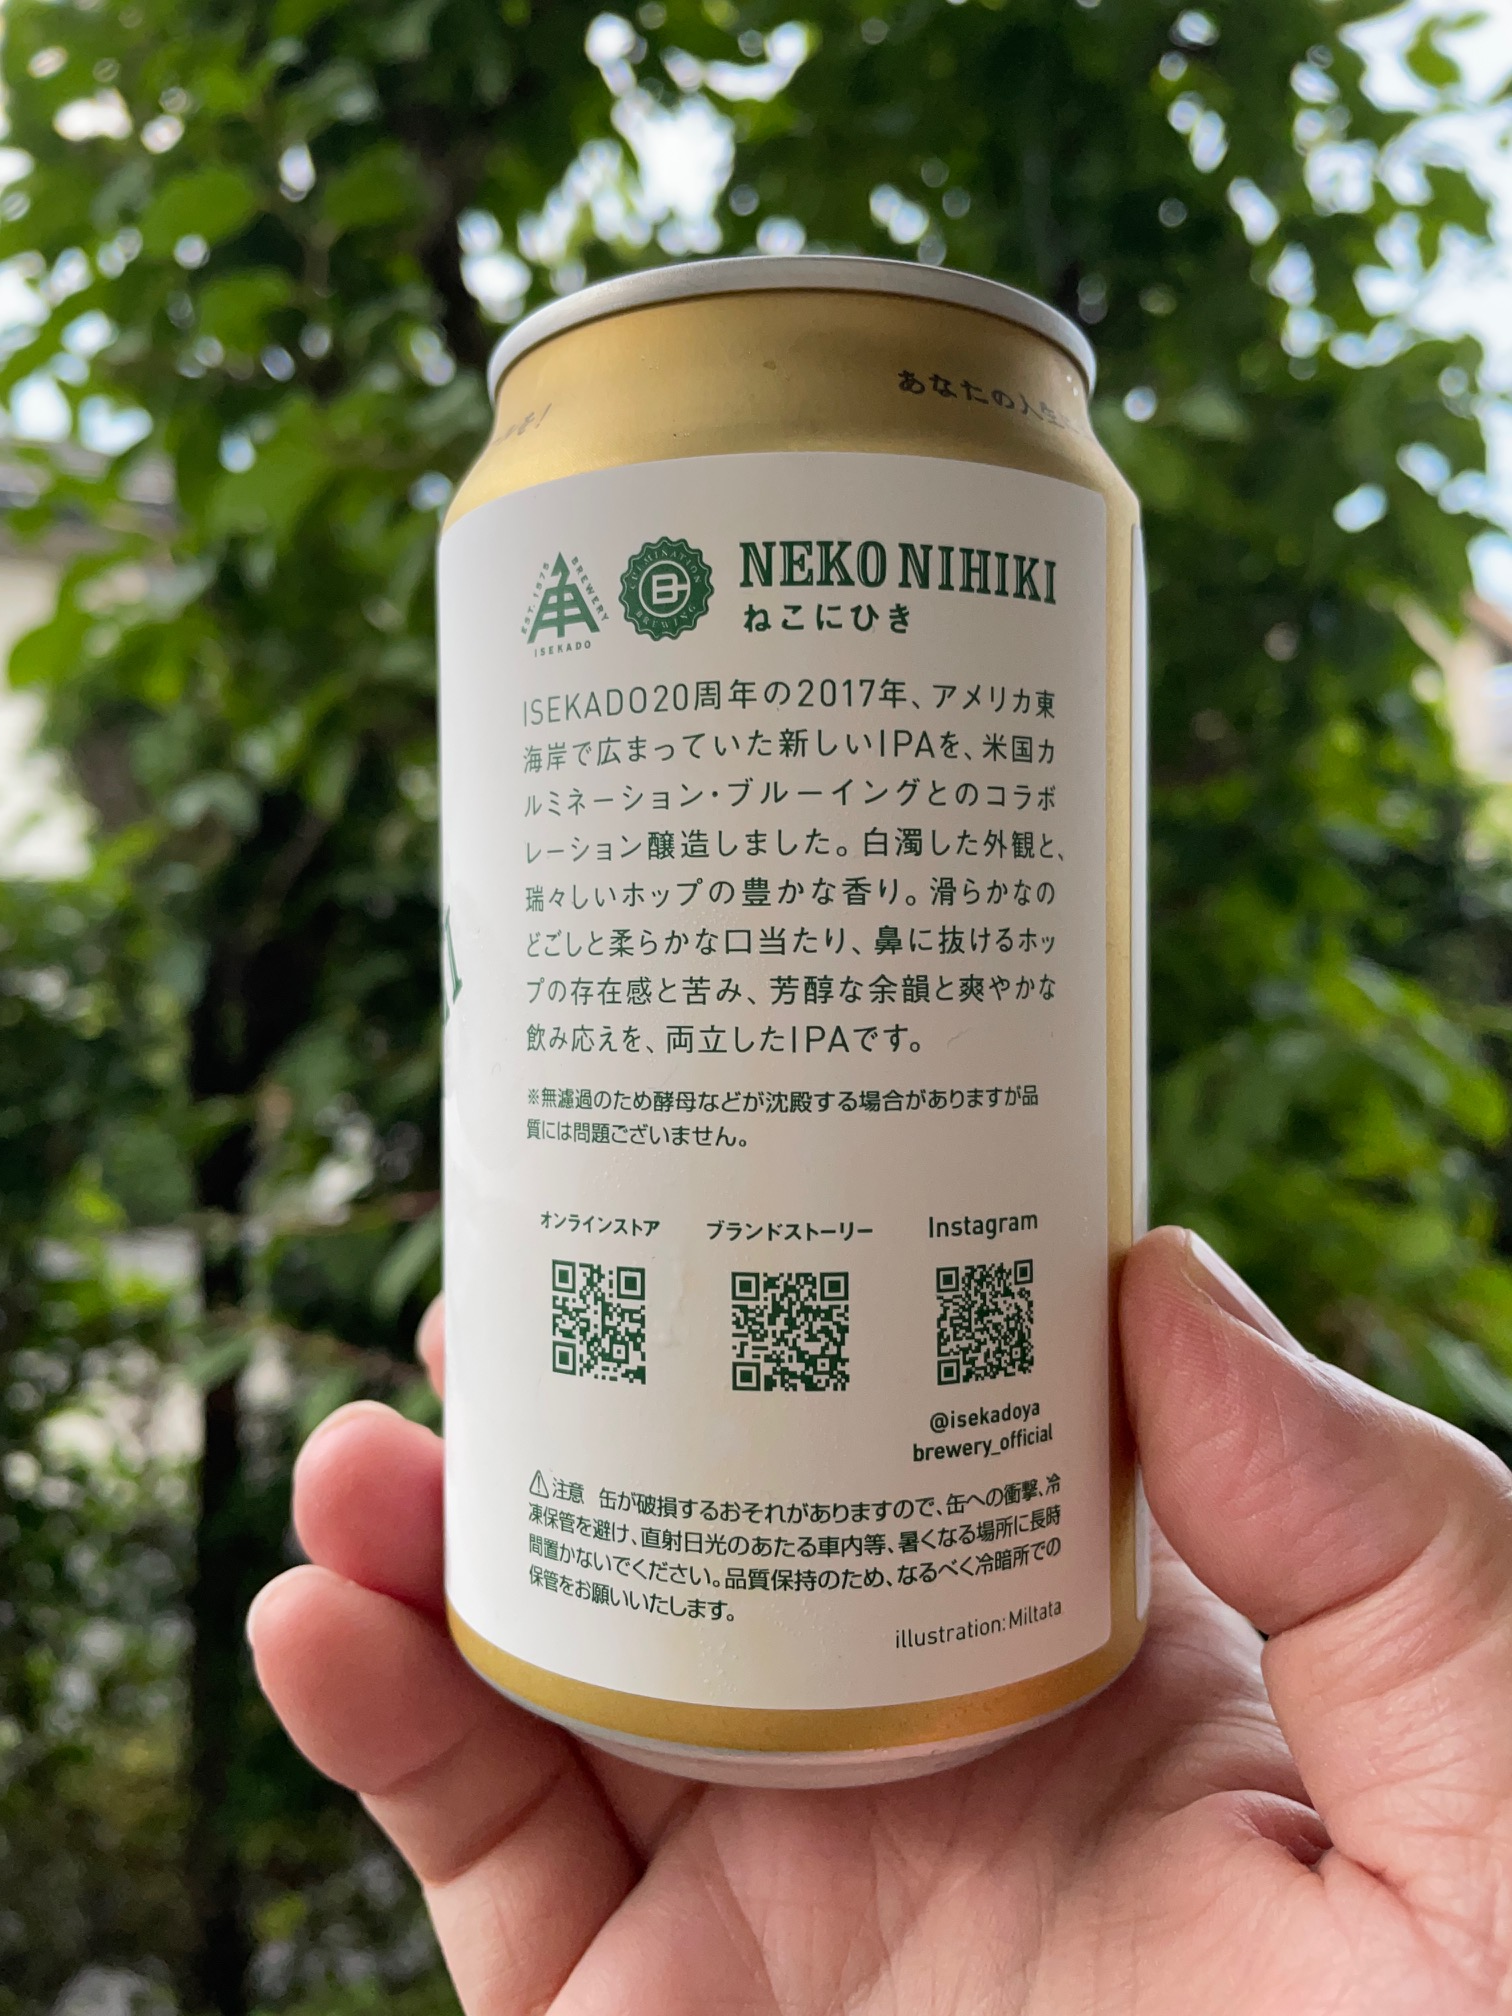 あなたの人生
EST. 1575 BREWERY
角
ISEKADO
CULMINATION
BREWING
NEKO NIHIKI
ねこにひき
ISEKADO20周年の2017年、アメリカ東
海岸で広まっていた新しいIPAを、米国カ
ルミネーション・ブルーイングとのコラボ
レーション醸造しました。白濁した外観と、
瑞々しいホップの豊かな香り。滑らかなの
どごしと柔らかな口当たり、鼻に抜けるホッ
プの存在感と苦み、芳醇な余韻と爽やかな
飲み応えを、両立したIPAです。
※無濾過のため酵母などが沈殿する場合がありますが品
質には問題ございません。
オンラインストア ブランドストーリー Instagram
@isekadoya
brewery_official
⚠注意 缶が破損するおそれがありますので、缶への衝撃、冷
凍保管を避け、直射日光のあたる車内等、暑くなる場所に長時
間置かないでください。品質保持のため、なるべく冷暗所での
保管をお願いいたします。
illustration: Miltata